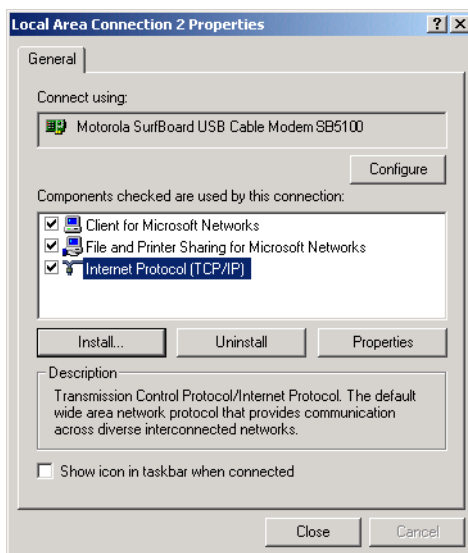 Local Area Connection 2 Properties
General
Connect using:
Motorola SurfBoard USB Cable Modem SB5100
Configure
Components checked are used by this connection:
Client for Microsoft Networks
File and Printer Sharing for Microsoft Networks
Internet Protocol (TCP/IP)
Install... Uninstall Properties
Description
Transmission Control Protocol/Internet Protocol. The default
wide area network protocol that provides communication
across diverse interconnected networks.
Show icon in taskbar when connected
Close Cancel